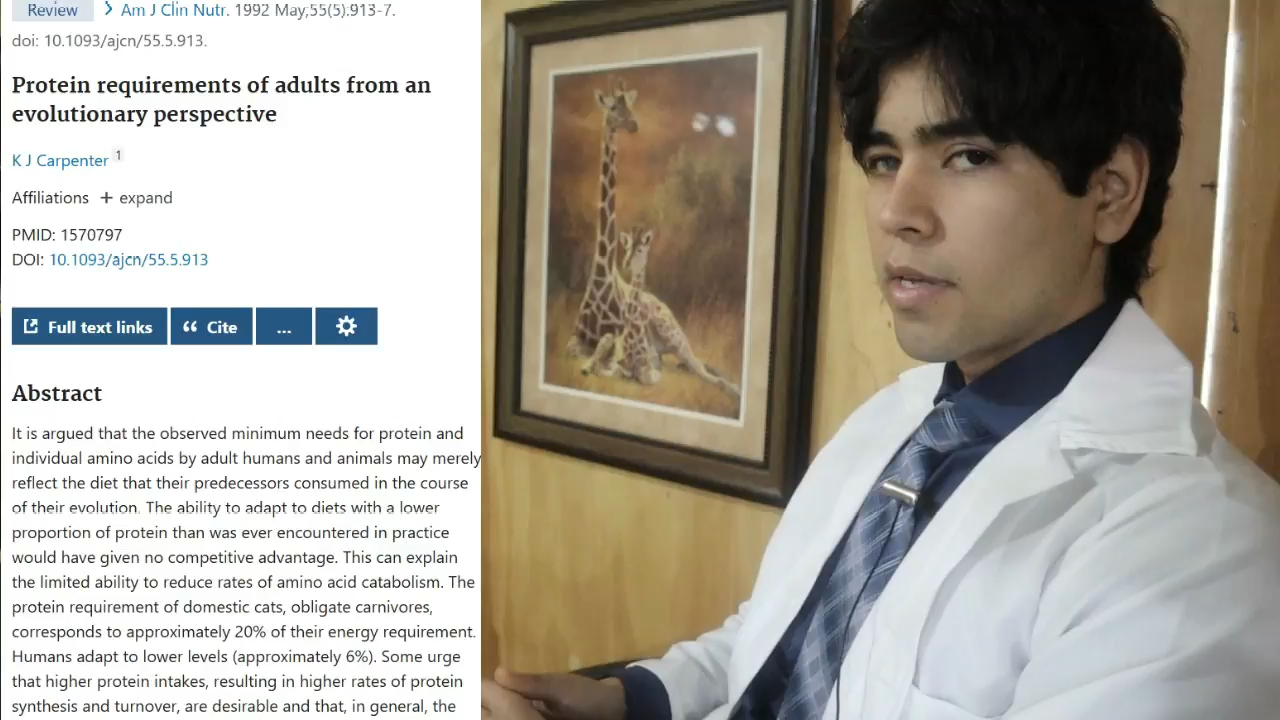 Review > Am J Clin Nutr. 1992 May;55(5):913-7.
doi: 10.1093/ajcn/55.5.913.
Protein requirements of adults from an
evolutionary perspective
K J Carpenter 1
Affiliations + expand
PMID: 1570797
DOI: 10.1093/ajcn/55.5.913
Full text links
Cite
...
Abstract
It is argued that the observed minimum needs for protein and
individual amino acids by adult humans and animals may merely
reflect the diet that their predecessors consumed in the course
of their evolution. The ability to adapt to diets with a lower
proportion of protein than was ever encountered in practice
would have given no competitive advantage. This can explain
the limited ability to reduce rates of amino acid catabolism. The
protein requirement of domestic cats, obligate carnivores,
corresponds to approximately 20% of their energy requirement.
Humans adapt to lower levels (approximately 6%). Some urge
that higher protein intakes, resulting in higher rates of protein
synthesis and turnover, are desirable and that, in general, the